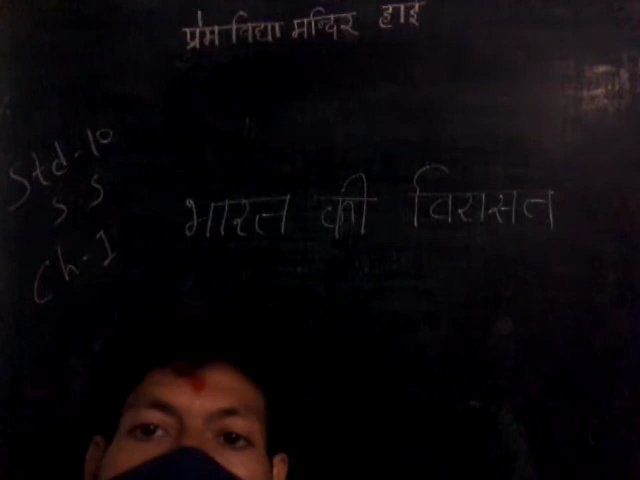 प्रेम विद्या मन्दिर हाइ
Std-10
S S
Ch-1
भारत की विरासत